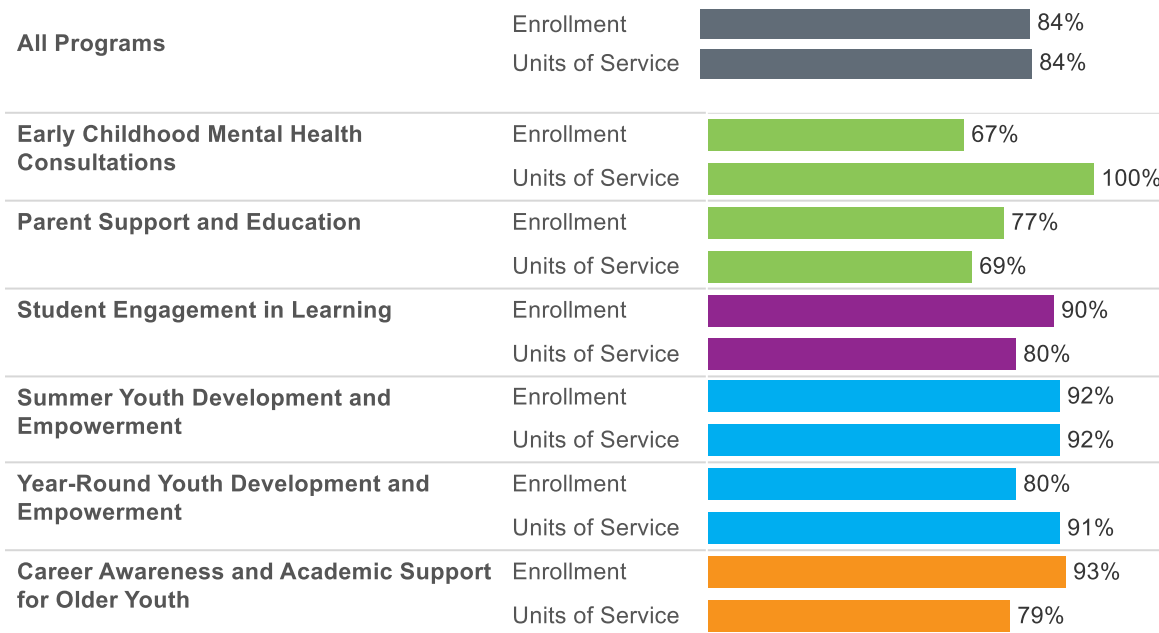 All Programs
Enrollment 84%
Units of Service 84%
Early Childhood Mental Health
Consultations
Enrollment 67%
Units of Service 100%
Parent Support and Education
Enrollment 77%
Units of Service 69%
Student Engagement in Learning
Enrollment 90%
Units of Service 80%
Summer Youth Development and
Empowerment
Enrollment 92%
Units of Service 92%
Year-Round Youth Development and
Empowerment
Enrollment 80%
Units of Service 91%
Career Awareness and Academic Support
for Older Youth
Enrollment 93%
Units of Service 79%